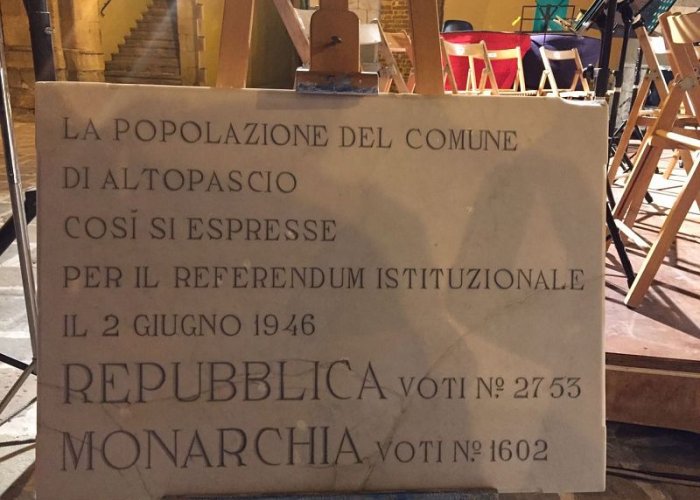 LA POPOLAZIONE DEL COMUNE
DI ALTOPASCIO
COSĬ SI ESPRESSE
PER IL REFERENDUM ISTITUZIONALE
IL 2 GIUGNO 1946
REPUBBLICA VOTI Nº 2753
MONARCHIA VOTI Nº 1602